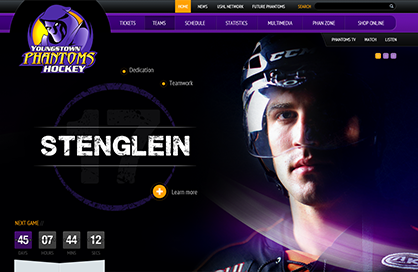 HOME NEWS USHL NETWORK FUTURE PHANTOMS SEARCH
TICKETS TEAMS SCHEDULE STATISTICS MULTIMEDIA PHAN ZONE SHOP ONLINE
PHANTOMS TV WATCH LISTEN
YOUNGSTOWN
PHANTOMS
HOCKEY
Dedication
Teamwork
17
STENGLEIN
Learn more
NEXT GAME
45 07 44 12
DAYS HOURS MINS SECS
CCM